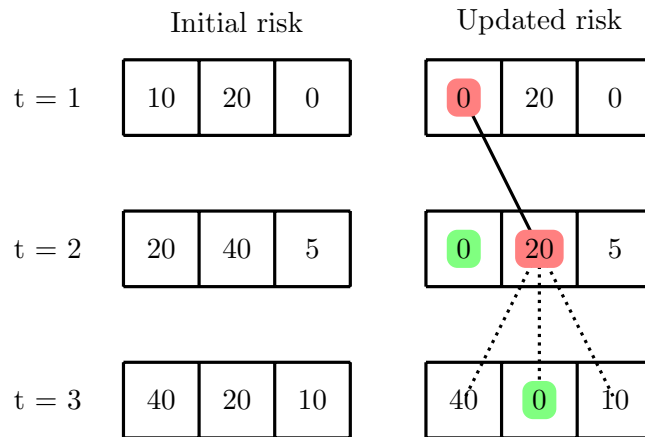 Initial risk Updated risk
t = 1 10 20 0 0 20 0
t = 2 20 40 5 0 20 5
t = 3 40 20 10 40 0 10